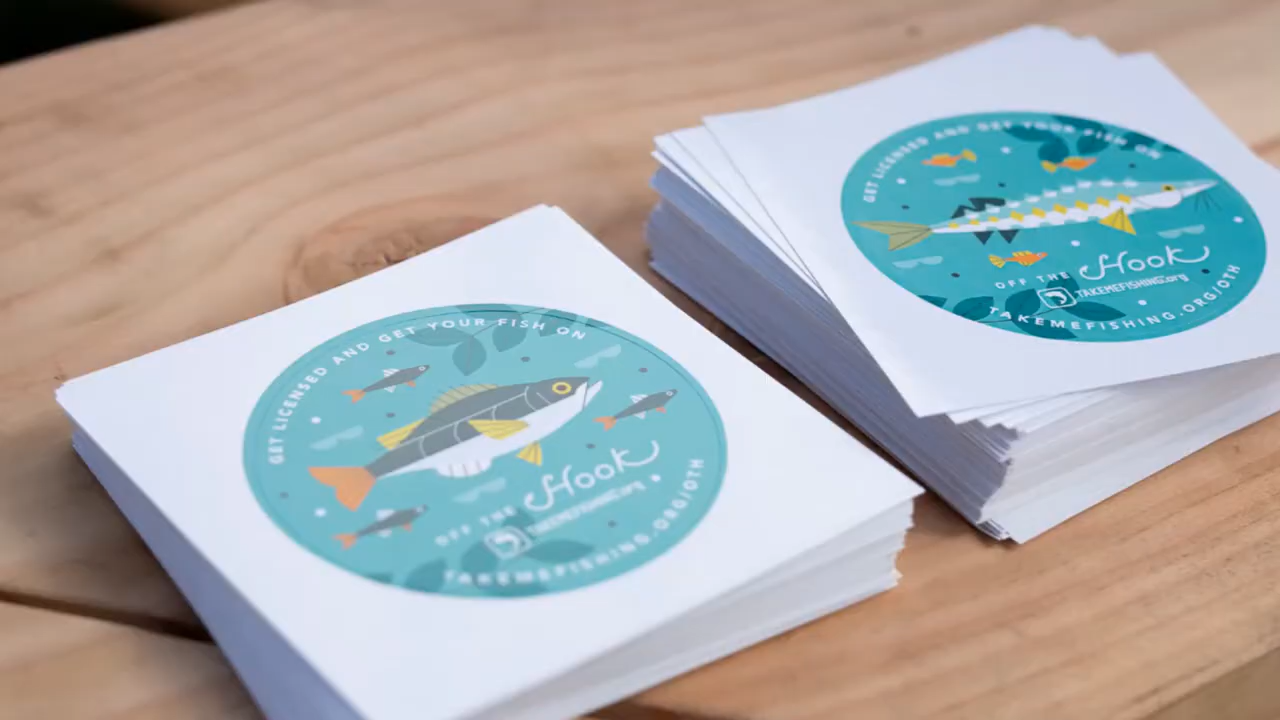 GET LICENSED AND GET YOUR FISH ON
OFF THE Hook
TAKEMEFISHING.org
TAKEMEFISHING.ORG/OTH
GET LICENSED AND GET YOUR FISH ON
OFF THE Hook
TAKEMEFISHING.org
TAKEMEFISHING.ORG/OTH